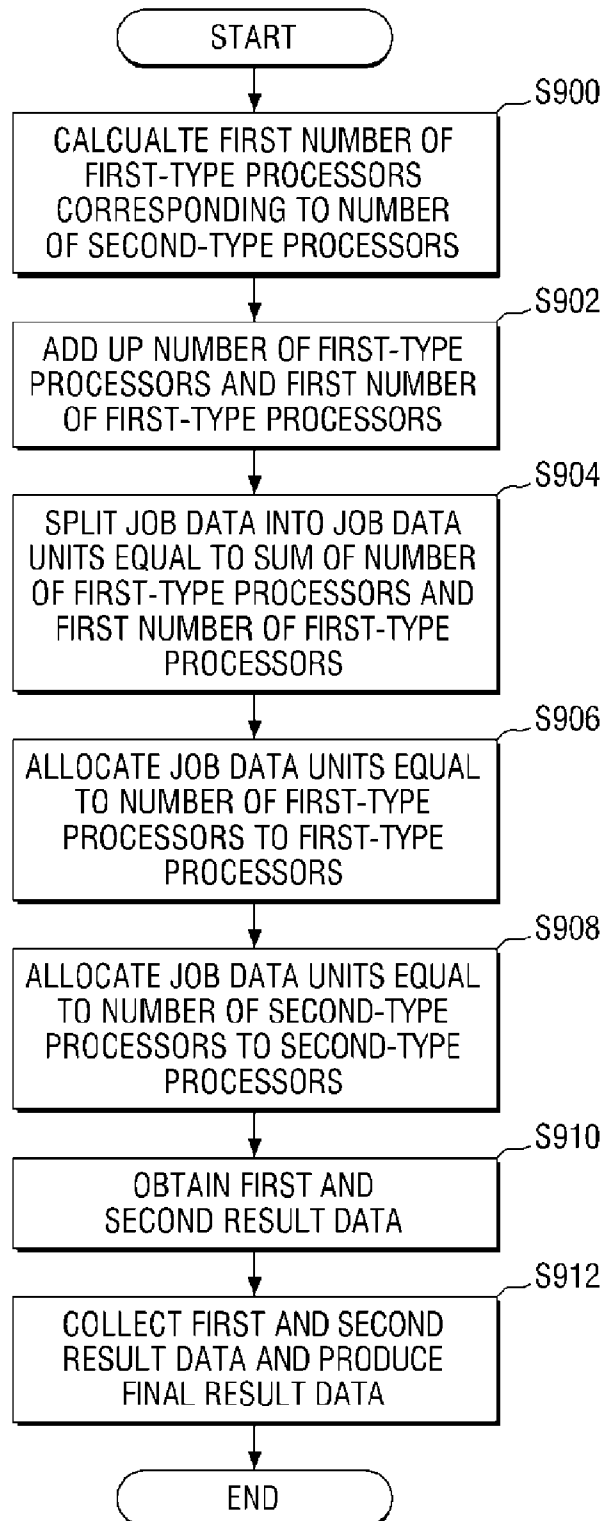 START
S900
CALCUALTE FIRST NUMBER OF
FIRST-TYPE PROCESSORS
CORRESPONDING TO NUMBER
OF SECOND-TYPE PROCESSORS
S902
ADD UP NUMBER OF FIRST-TYPE
PROCESSORS AND FIRST NUMBER
OF FIRST-TYPE PROCESSORS
S904
SPLIT JOB DATA INTO JOB DATA
UNITS EQUAL TO SUM OF NUMBER
OF FIRST-TYPE PROCESSORS AND
FIRST NUMBER OF FIRST-TYPE
PROCESSORS
S906
ALLOCATE JOB DATA UNITS EQUAL
TO NUMBER OF FIRST-TYPE
PROCESSORS TO FIRST-TYPE
PROCESSORS
S908
ALLOCATE JOB DATA UNITS EQUAL
TO NUMBER OF SECOND-TYPE
PROCESSORS TO SECOND-TYPE
PROCESSORS
S910
OBTAIN FIRST AND
SECOND RESULT DATA
S912
COLLECT FIRST AND SECOND
RESULT DATA AND PRODUCE
FINAL RESULT DATA
END